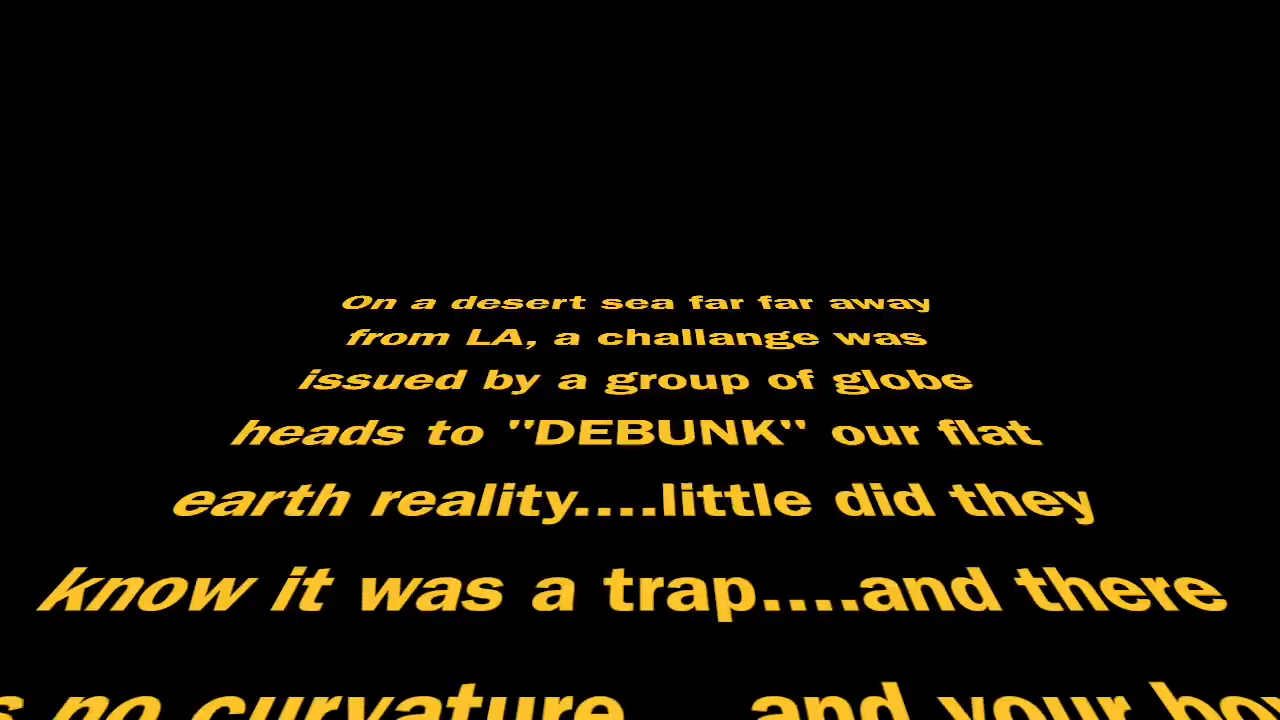 On a desert sea far far away
from LA, a challange was
issued by a group of globe
heads to "DEBUNK" our flat
earth reality....little did they
know it was a trap....and there
no curvature and your